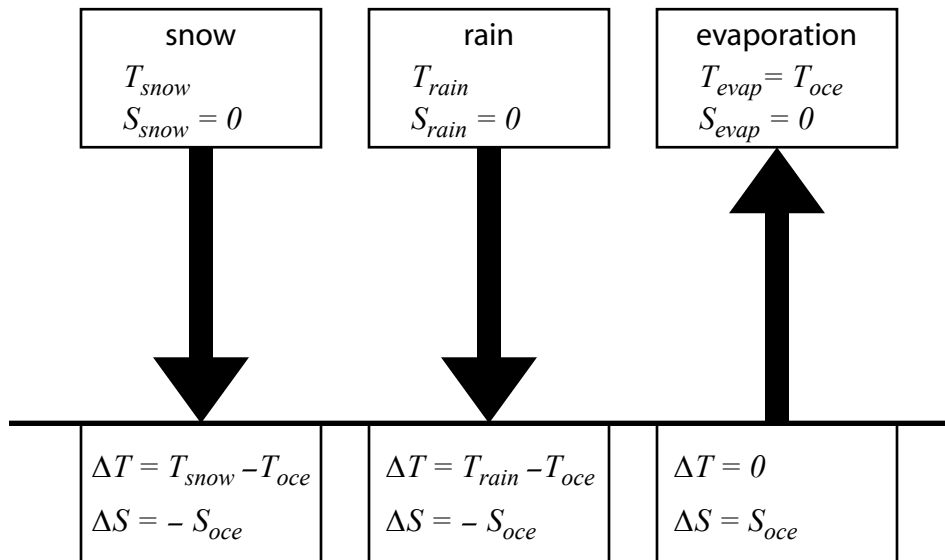 snow
T_snow
S_snow = 0
rain
T_rain
S_rain = 0
evaporation
T_evap = T_oce
S_evap = 0
ΔT = T_snow – T_oce
ΔS = – S_oce
ΔT = T_rain – T_oce
ΔS = – S_oce
ΔT = 0
ΔS = S_oce